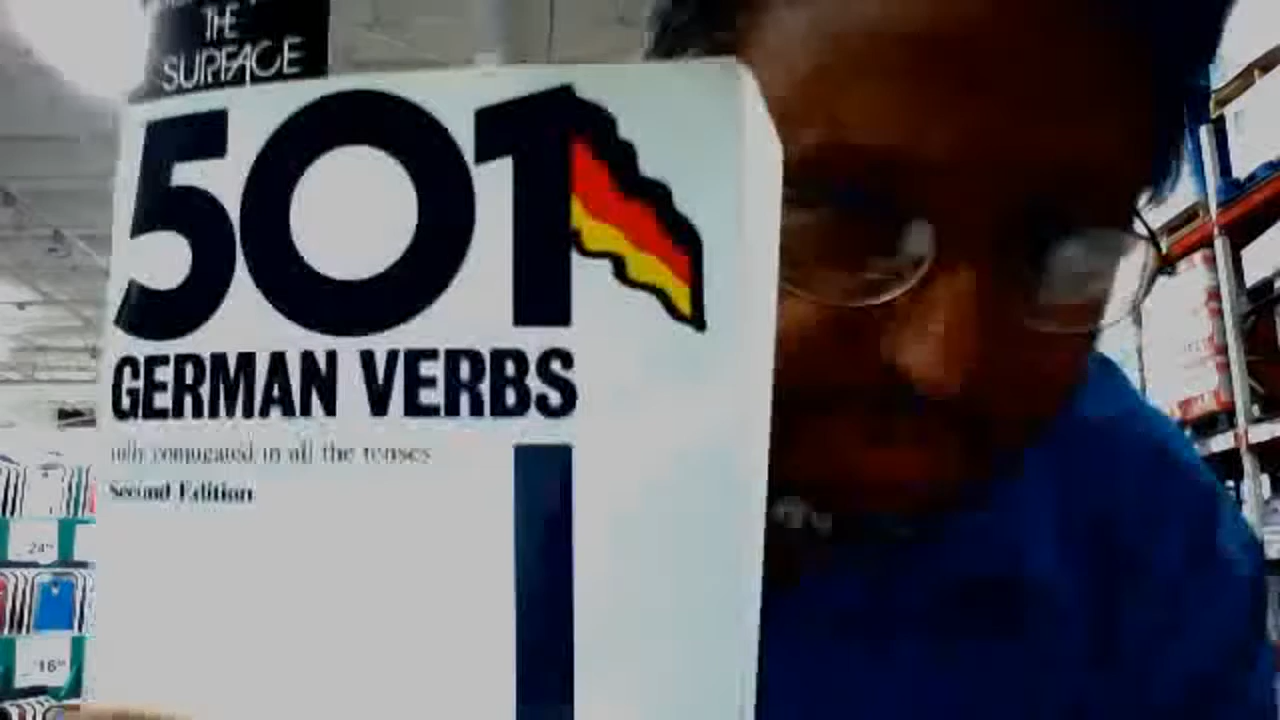 THE
SURFACE
501
GERMAN VERBS
fully conjugated in all the tenses
Second Edition
24
16